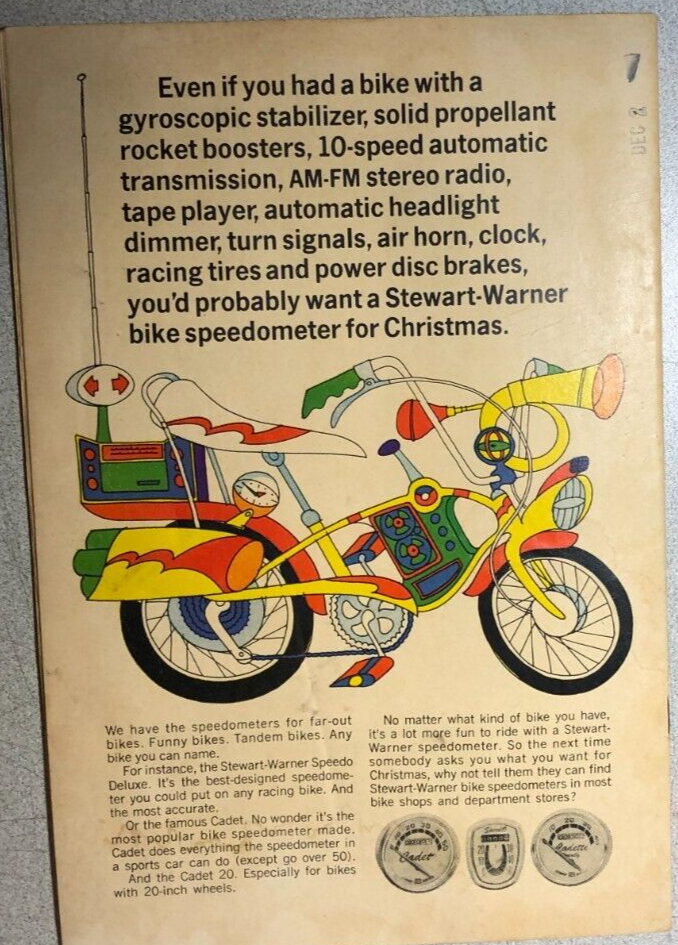 Even if you had a bike with a
gyroscopic stabilizer, solid propellant
rocket boosters, 10-speed automatic
transmission, AM-FM stereo radio,
tape player, automatic headlight
dimmer, turn signals, air horn, clock,
racing tires and power disc brakes,
you'd probably want a Stewart-Warner
bike speedometer for Christmas.
7
DEC 2
We have the speedometers for far-out
bikes. Funny bikes. Tandem bikes. Any
bike you can name.
For instance, the Stewart-Warner Speedo
Deluxe. It's the best-designed speedome-
ter you could put on any racing bike. And
the most accurate.
Or the famous Cadet. No wonder it's the
most popular bike speedometer made.
Cadet does everything the speedometer in
a sports car can do (except go over 50).
And the Cadet 20. Especially for bikes
with 20-inch wheels.
No matter what kind of bike you have,
it's a lot more fun to ride with a Stewart-
Warner speedometer. So the next time
somebody asks you what you want for
Christmas, why not tell them they can find
Stewart-Warner bike speedometers in most
bike shops and department stores?
Cadet
Cadette